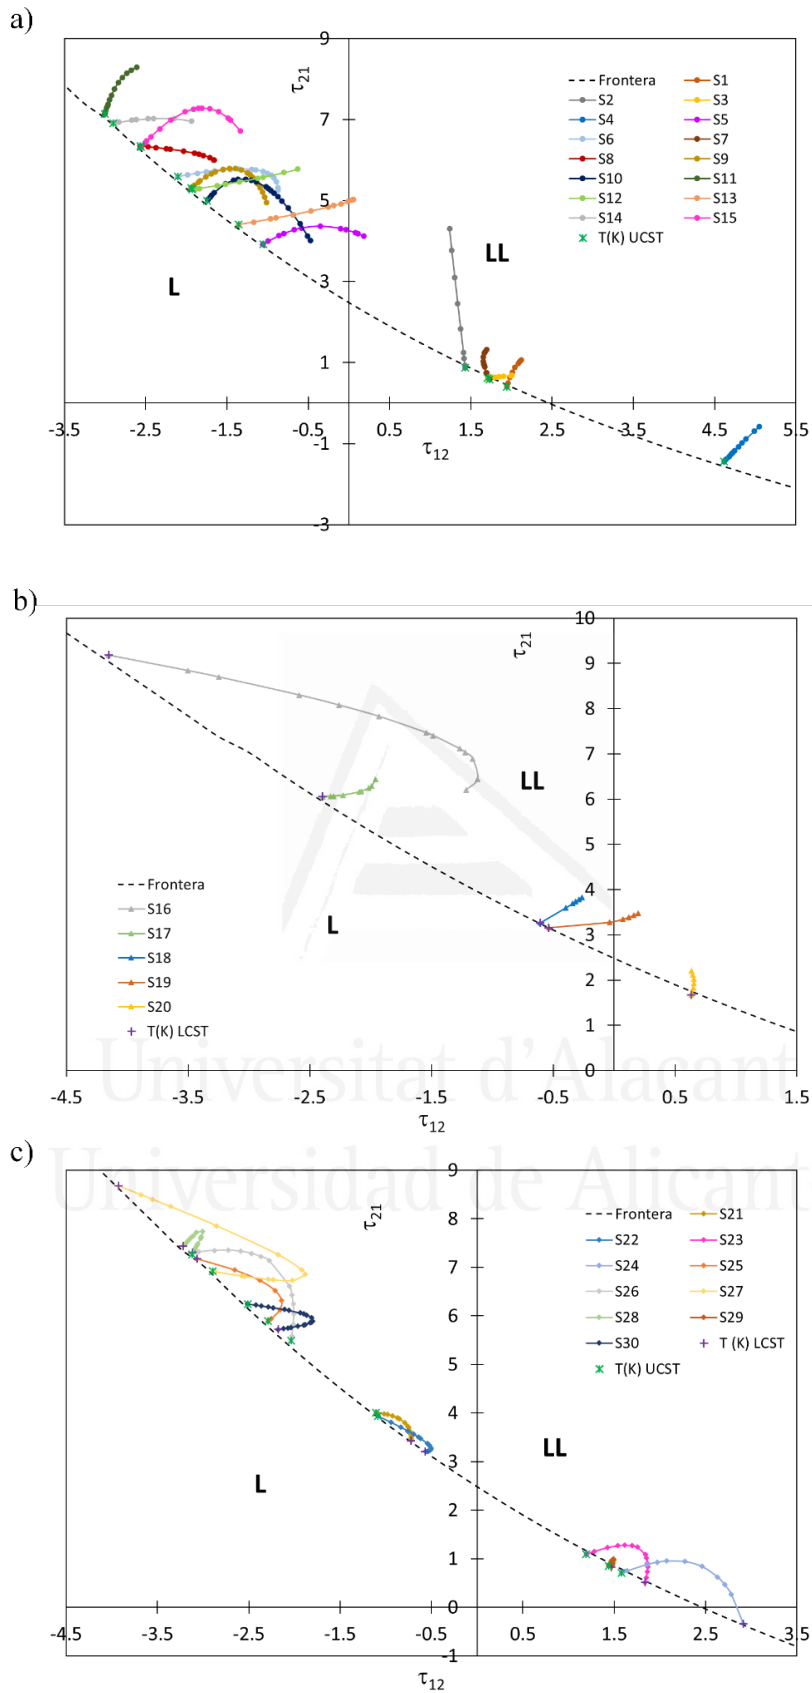 a)
9
7
5
3
1
-1
-3
τ21
-3.5 -2.5 -1.5 -0.5 1.5 2.5 3.5 4.5 5.5
τ12
L
LL
Frontera S1
S2 S3
S4 S5
S6 S7
S8 S9
S10 S11
S12 S13
S14 S15
T(K) UCST
b)
10
9
8
7
6
5
4
3
2
1
0
τ21
-4.5 -3.5 -2.5 -1.5 -0.5 0.5 1.5
τ12
LL
L
Frontera
S16
S17
S18
S19
S20
T(K) LCST
Universitat d'Alacant
Universidad de Alicante
c)
9
8
7
6
5
4
3
2
1
0
-1
τ21
-4.5 -3.5 -2.5 -1.5 -0.5 0.5 1.5 2.5 3.5
τ12
LL
L
Frontera S21
S22 S23
S24 S25
S26 S27
S28 S29
S30 T (K) LCST
T(K) UCST